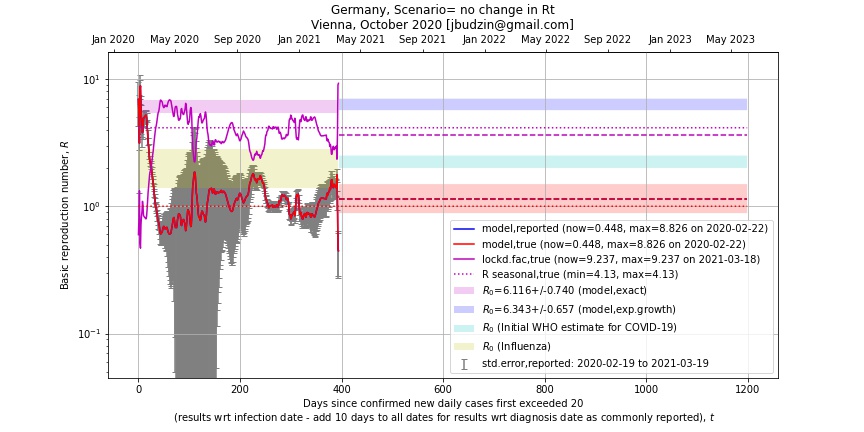 Germany, Scenario= no change in Rt
Vienna, October 2020 [jbudzin@gmail.com]
Jan 2020 May 2020 Sep 2020 Jan 2021 May 2021 Sep 2021 Jan 2022 May 2022 Sep 2022 Jan 2023 May 2023
Basic reproduction number, R
10¹
10⁰
10⁻¹
model,reported (now=0.448, max=8.826 on 2020-02-22)
model,true (now=0.448, max=8.826 on 2020-02-22)
lockd.fac,true (now=9.237, max=9.237 on 2021-03-18)
R seasonal,true (min=4.13, max=4.13)
R₀=6.116+/-0.740 (model,exact)
R₀=6.343+/-0.657 (model,exp.growth)
R₀ (Initial WHO estimate for COVID-19)
R₀ (Influenza)
std.error,reported: 2020-02-19 to 2021-03-19
0 200 400 600 800 1000 1200
Days since confirmed new daily cases first exceeded 20
(results wrt infection date - add 10 days to all dates for results wrt diagnosis date as commonly reported), t